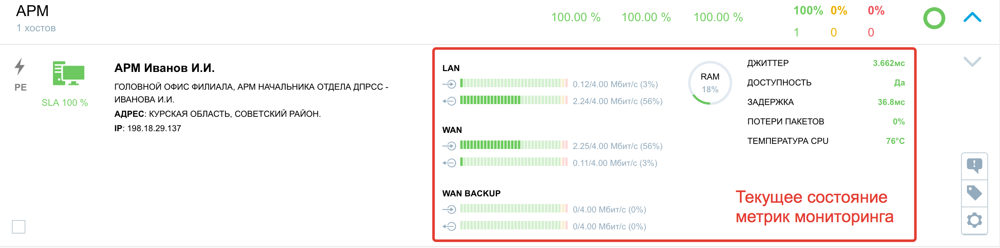 АРМ
1 хостов
100.00 % 100.00 % 100.00 %
100% 0% 0%
1 0 0
PE
SLA 100 %
АРМ Иванов И.И.
ГОЛОВНОЙ ОФИС ФИЛИАЛА, АРМ НАЧАЛЬНИКА ОТДЕЛА ДПРСС -
ИВАНОВА И.И.
АДРЕС: КУРСКАЯ ОБЛАСТЬ, СОВЕТСКИЙ РАЙОН.
IP: 198.18.29.137
LAN
0.12/4.00 Мбит/с (3%)
2.24/4.00 Мбит/с (56%)
WAN
2.25/4.00 Мбит/с (56%)
0.11/4.00 Мбит/с (3%)
WAN BACKUP
0/4.00 Мбит/с (0%)
0/4.00 Мбит/с (0%)
RAM
18%
ДЖИТТЕР 3.662мс
ДОСТУПНОСТЬ Да
ЗАДЕРЖКА 36.8мс
ПОТЕРИ ПАКЕТОВ 0%
ТЕМПЕРАТУРА CPU 76°C
Текущее состояние
метрик мониторинга